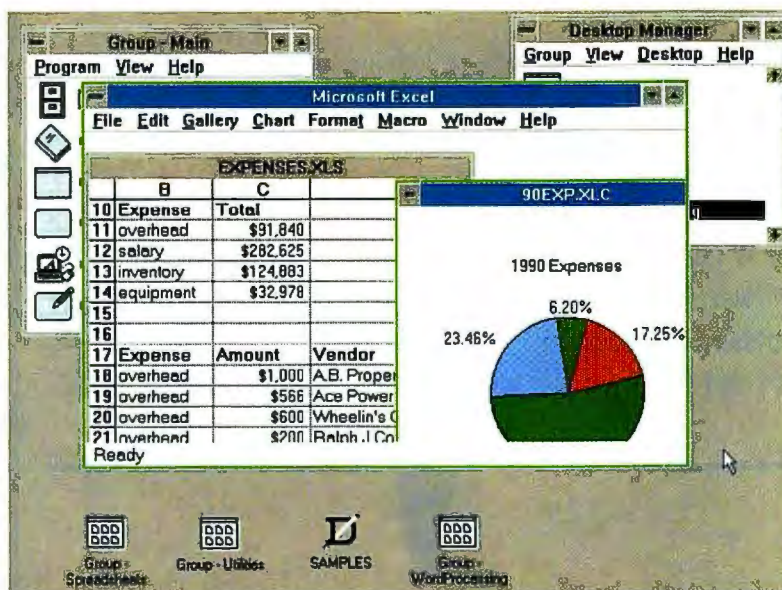 Group - Main
Program View Help
Desktop Manager
Group View Desktop Help
Microsoft Excel
File Edit Gallery Chart Format Macro Window Help
EXPENSES.XLS
B C
10 Expense Total
11 overhead $91,840
12 salary $282,625
13 inventory $124,883
14 equipment $32,978
15
16
17 Expense Amount Vendor
18 overhead $1,000 A.B. Proper
19 overhead $566 Ace Power
20 overhead $600 Wheelin's
21 overhead $200 Ralph J Co
Ready
90EXP.XLC
1990 Expenses
6.20%
23.46%
17.25%
Group - Spreadsheets
Group - Utilities
SAMPLES
Group - WordProcessing